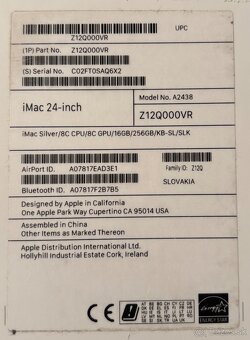 Z12Q000VR
UPC
(1P) Part No. Z12Q000VR
(S) Serial No. C02FT0SAQ6X2
iMac 24-inch
Model No. A2438
Z12Q000VR
iMac Silver/8C CPU/8C GPU/16GB/256GB/KB-SL/SLK
AirPort ID. A07817EAD3E1
Bluetooth ID. A07817F2B7B5
Family ID: Z12Q
SLOVAKIA
Designed by Apple in California
One Apple Park Way Cupertino CA 95014 USA
Assembled in China
Other Items as Marked Thereon
Apple Distribution International Ltd.
Hollyhill Industrial Estate Cork, Ireland
CE
ENERGY STAR